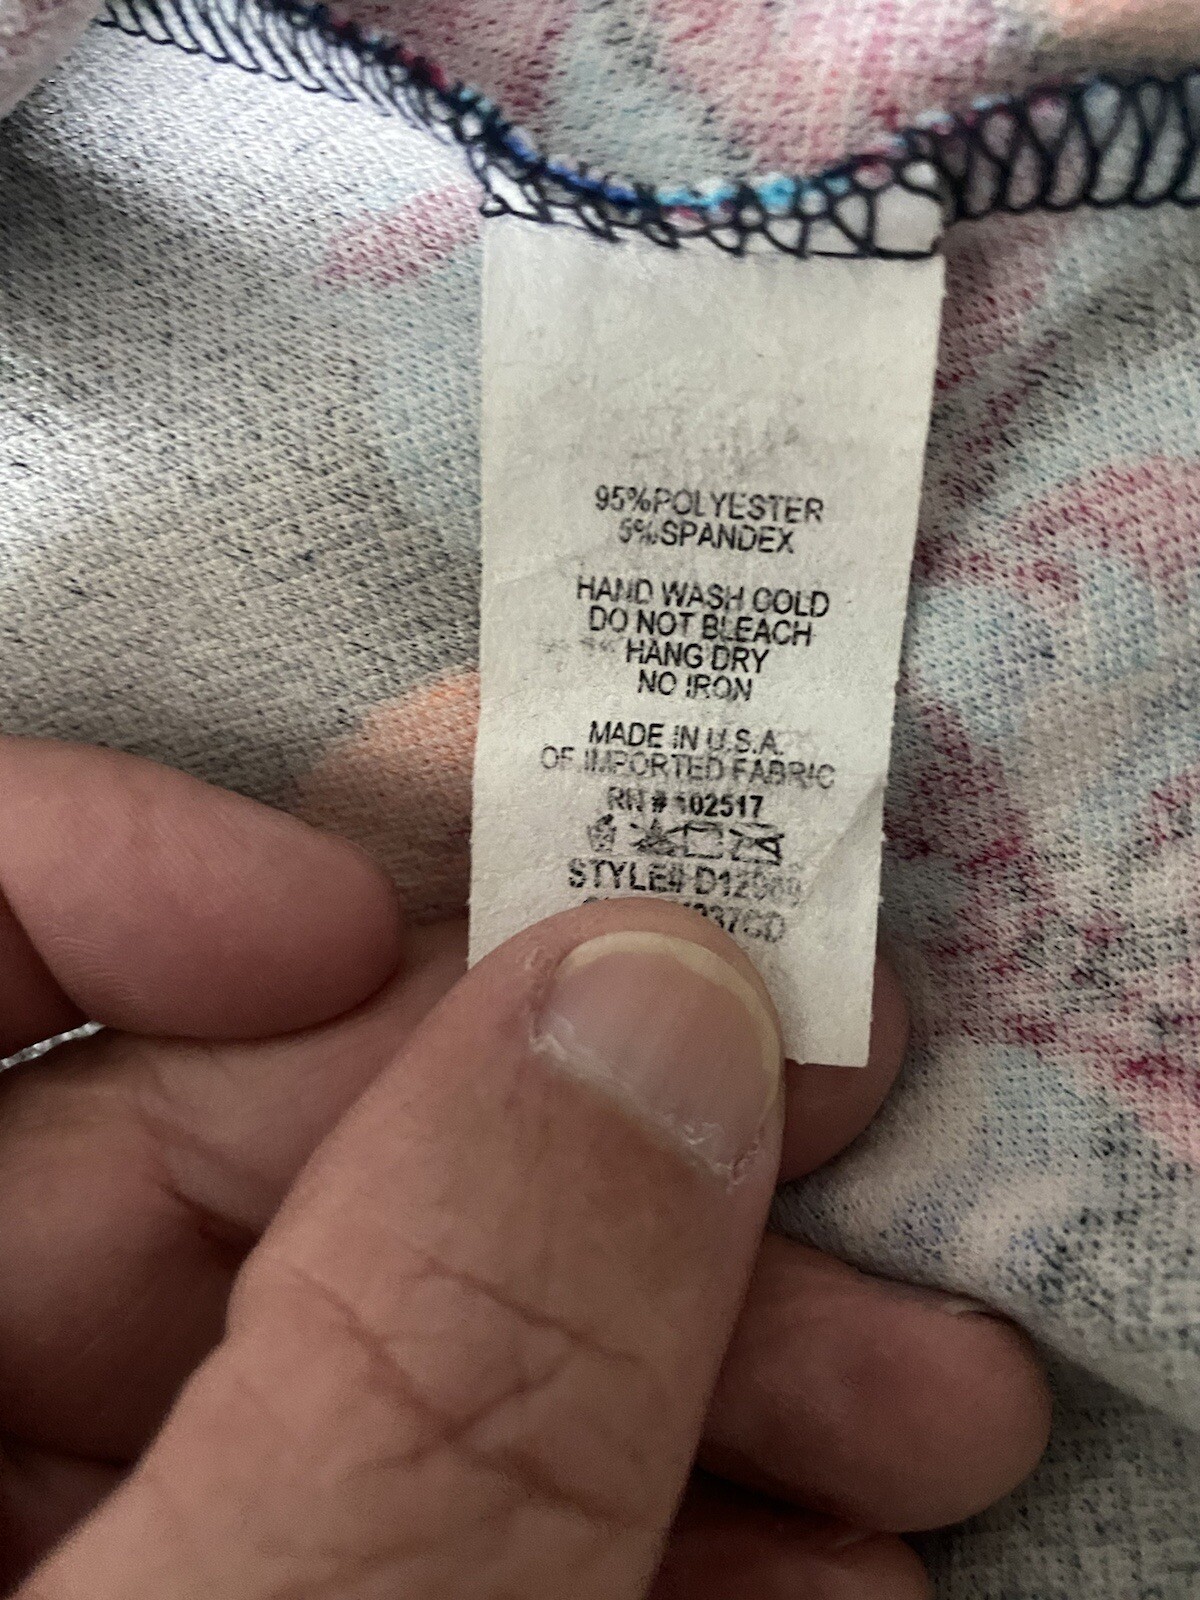 95%POLYESTER
5%SPANDEX
HAND WASH COLD
DO NOT BLEACH
HANG DRY
NO IRON
MADE IN U.S.A.
OF IMPORTED FABRIC
RN # 102517
STYLE#